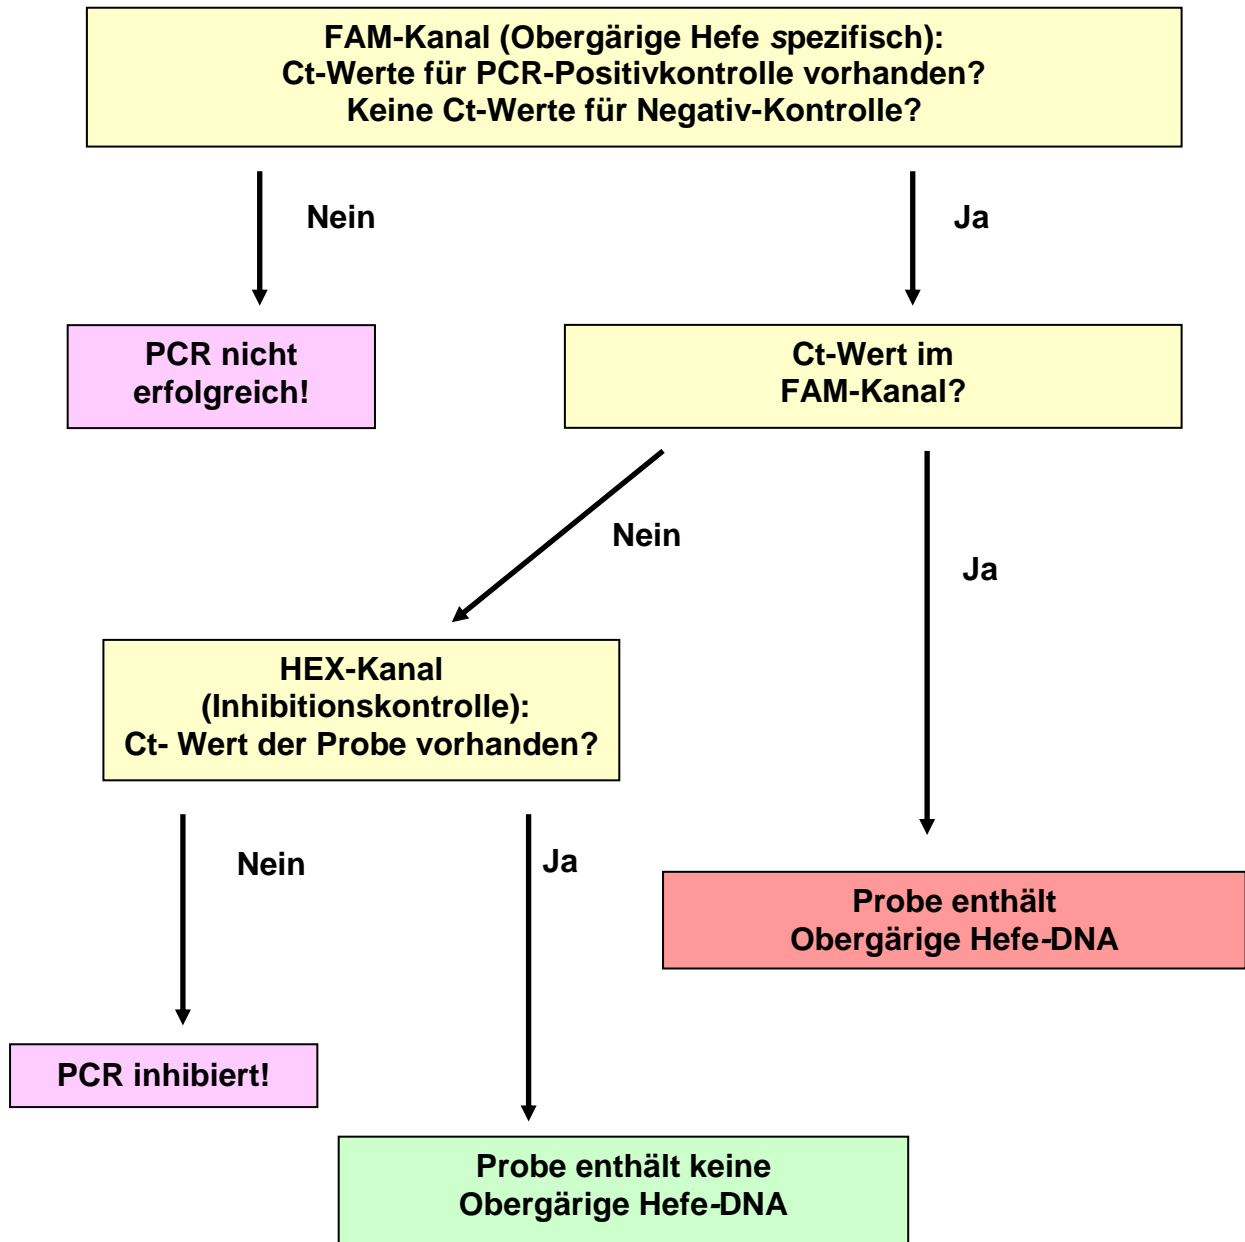 FAM-Kanal (Obergärige Hefe spezifisch):
Ct-Werte für PCR-Positivkontrolle vorhanden?
Keine Ct-Werte für Negativ-Kontrolle?
Nein
Ja
PCR nicht
erfolgreich!
Ct-Wert im
FAM-Kanal?
Nein
Ja
HEX-Kanal
(Inhibitionskontrolle):
Ct- Wert der Probe vorhanden?
Nein
Ja
Probe enthält
Obergärige Hefe-DNA
PCR inhibiert!
Probe enthält keine
Obergärige Hefe-DNA